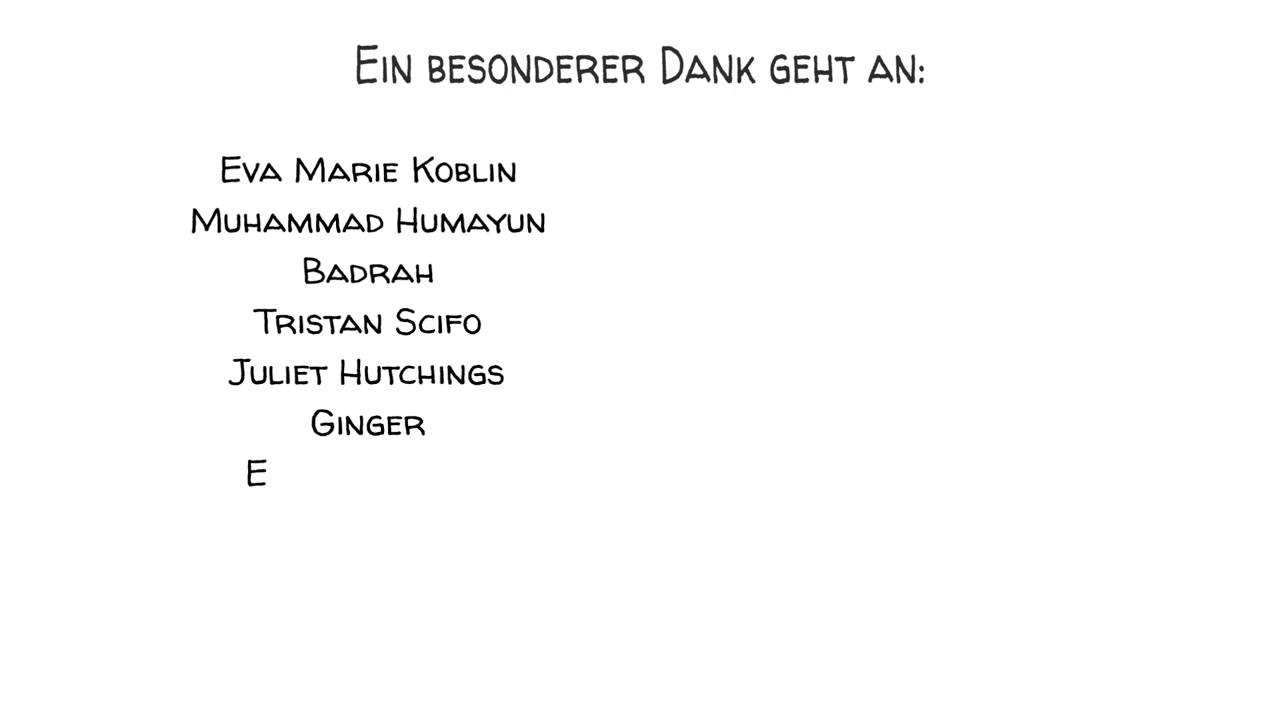 Ein besonderer Dank geht an:
Eva Marie Koblin
Muhammad Humayun
Badrah
Tristan Scifo
Juliet Hutchings
Ginger
E